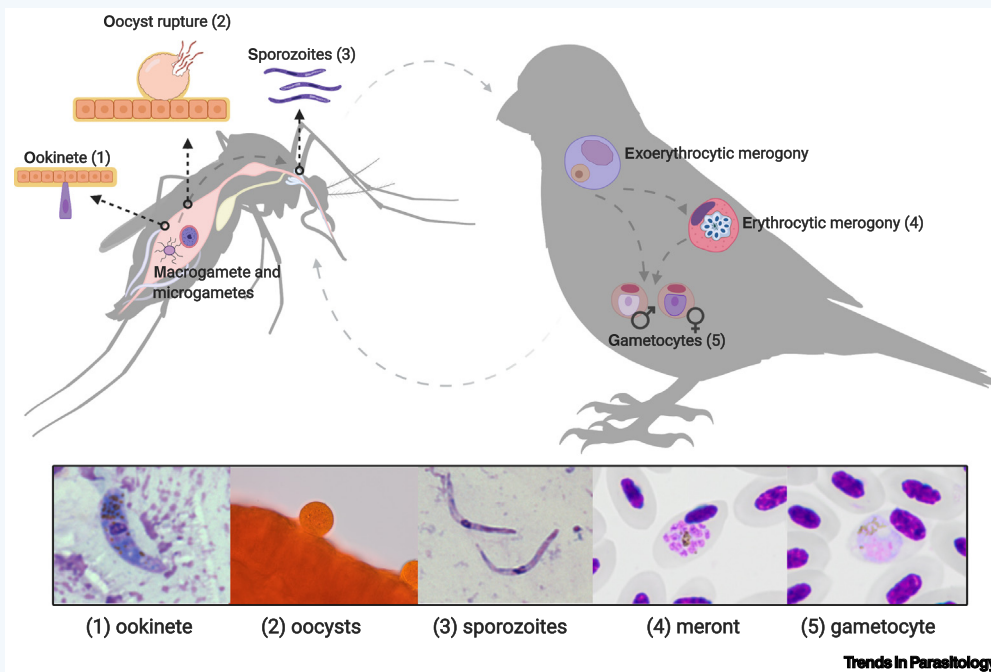 Oocyst rupture (2)
Sporozoites (3)
Ookinete (1)
Exoerythrocytic merogony
Erythrocytic merogony (4)
Macrogamete and
microgametes
♂ ♀
Gametocytes (5)
(1) ookinete (2) oocysts (3) sporozoites (4) meront (5) gametocyte
Trends in Parasitology